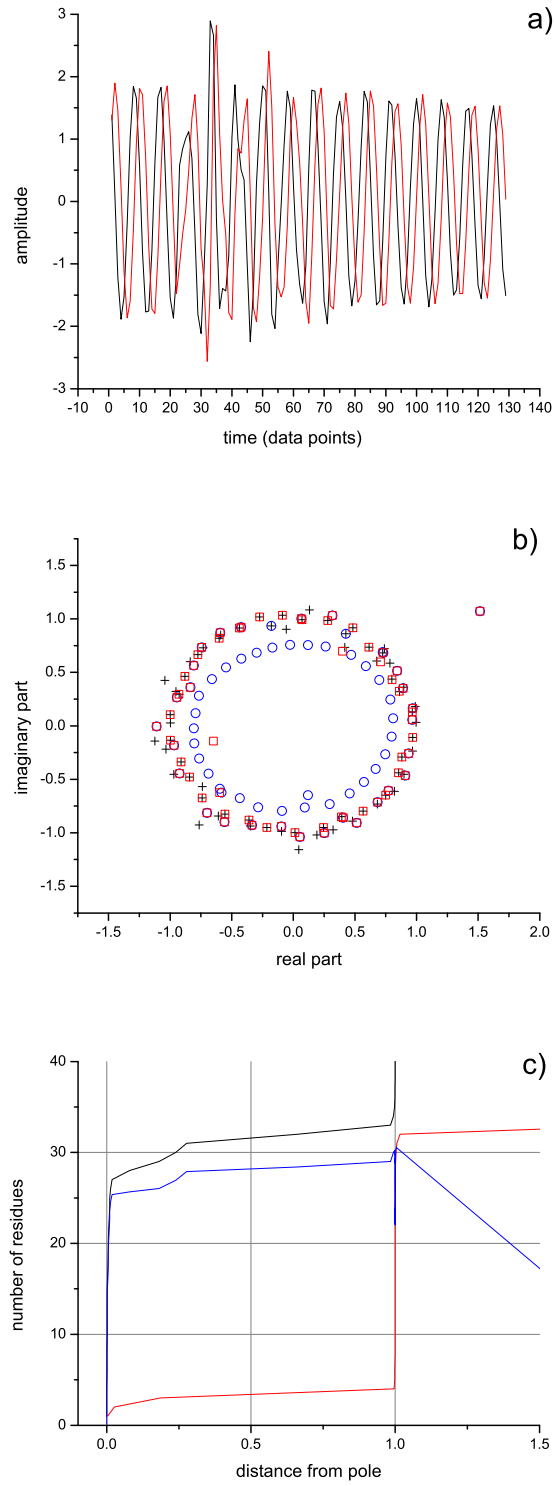 a)
3
2
1
0
-1
-2
-3
amplitude
-10 0 10 20 30 40 50 60 70 80 90 100 110 120 130 140
time (data points)
b)
1.5
1.0
0.5
0.0
-0.5
-1.0
-1.5
imaginary part
-1.5 -1.0 -0.5 0.0 0.5 1.0 1.5 2.0
real part
c)
40
30
20
10
0
number of residues
0.0 0.5 1.0 1.5
distance from pole